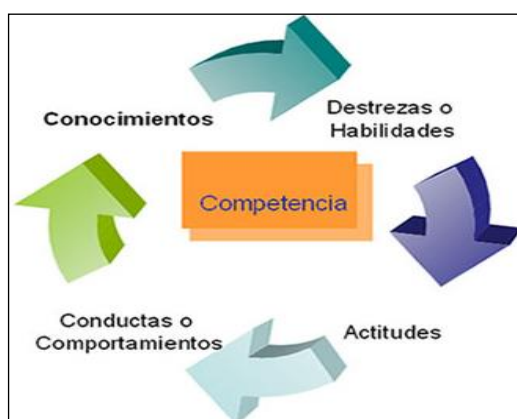 Conocimientos
Destrezas o
Habilidades
Competencia
Conductas o
Comportamientos
Actitudes